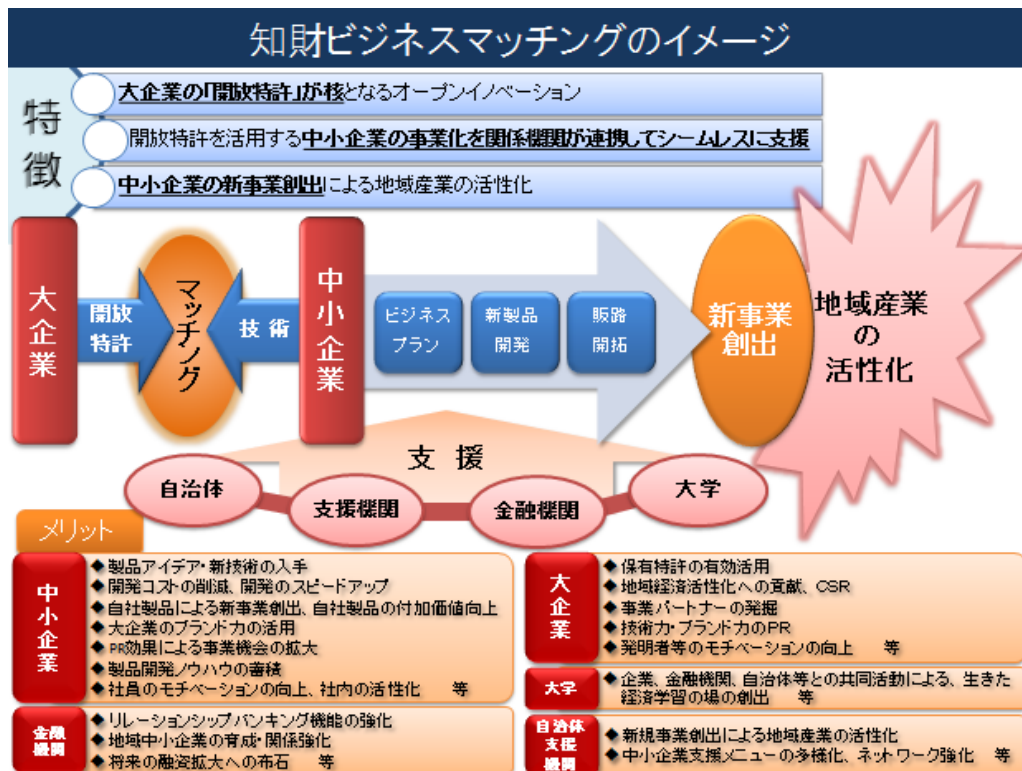 知財ビジネスマッチングのイメージ
特
徴
大企業の「開放特許」が核となるオープンイノベーション
開放特許を活用する中小企業の事業化を関係機関が連携してシームレスに支援
中小企業の新事業創出による地域産業の活性化
大企業
開放
特許
マッチング
技術
中小企業
ビジネス
プラン
新製品
開発
販路
開拓
新事業
創出
地域産業
の
活性化
支 援
自治体
支援機関
金融機関
大学
メリット
中小企業
◆製品アイデア・新技術の入手
◆開発コストの削減、開発のスピードアップ
◆自社製品による新事業創出、自社製品の付加価値向上
◆大企業のブランド力の活用
◆PR効果による事業機会の拡大
◆製品開発ノウハウの蓄積
◆社員のモチベーションの向上、社内の活性化 等
金融
機関
◆リレーションシップバンキング機能の強化
◆地域中小企業の育成・関係強化
◆将来の融資拡大への布石 等
大企業
◆保有特許の有効活用
◆地域経済活性化への貢献、CSR
◆事業パートナーの発掘
◆技術力・ブランド力のPR
◆発明者等のモチベーションの向上 等
大学
◆企業、金融機関、自治体等との共同活動による、生きた
経済学習の場の創出 等
自治体
支援
機関
◆新規事業創出による地域産業の活性化
◆中小企業支援メニューの多様化、ネットワーク強化 等